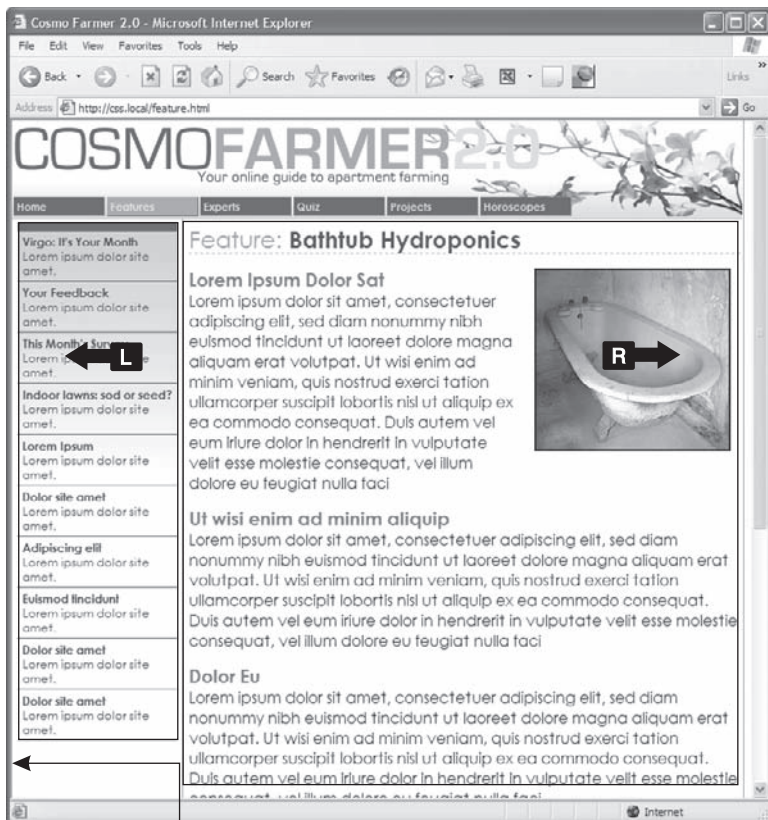 Cosmo Farmer 2.0 - Microsoft Internet Explorer
File Edit View Favorites Tools Help
Back Search Favorites Links
Address http://css.local/feature.html Go
COSMOFARMER2.0
Your online guide to apartment farming
Home Features Experts Quiz Projects Horoscopes
Virgo: It's Your Month
Lorem ipsum dolor site
amet.
Your Feedback
Lorem ipsum dolor site
amet.
This Month's
Lorem
amet.
L
Indoor lawns: sod or seed?
Lorem ipsum dolor site
amet.
Lorem Ipsum
Lorem ipsum dolor site
amet.
Dolor site amet
Lorem ipsum dolor site
amet.
Adipiscing elit
Lorem ipsum dolor site
amet.
Euismod tincidunt
Lorem ipsum dolor site
amet.
Dolor site amet
Lorem ipsum dolor site
amet.
Dolor site amet
Lorem ipsum dolor site
amet.
Feature: Bathtub Hydroponics
Lorem Ipsum Dolor Sat
Lorem ipsum dolor sit amet, consectetuer
adipiscing elit, sed diam nonummy nibh
euismod tincidunt ut laoreet dolore magna
aliquam erat volutpat. Ut wisi enim ad
minim veniam, quis nostrud exerci tation
ullamcorper suscipit lobortis nisl ut aliquip ex
ea commodo consequat. Duis autem vel
eum iriure dolor in hendrerit in vulputate
velit esse molestie consequat, vel illum
dolore eu feugiat nulla faci
R
Ut wisi enim ad minim aliquip
Lorem ipsum dolor sit amet, consectetuer adipiscing elit, sed diam
nonummy nibh euismod tincidunt ut laoreet dolore magna aliquam erat
volutpat. Ut wisi enim ad minim veniam, quis nostrud exerci tation
ullamcorper suscipit lobortis nisl ut aliquip ex ea commodo consequat.
Duis autem vel eum iriure dolor in hendrerit in vulputate velit esse molestie
consequat, vel illum dolore eu feugiat nulla faci
Dolor Eu
Lorem ipsum dolor sit amet, consectetuer adipiscing elit, sed diam
nonummy nibh euismod tincidunt ut laoreet dolore magna aliquam erat
volutpat. Ut wisi enim ad minim veniam, quis nostrud exerci tation
ullamcorper suscipit lobortis nisl ut aliquip ex ea commodo consequat.
Duis autem vel eum iriure dolor in hendrerit in vulputate velit esse molestie
consequat, vel illum dolore eu feugiat nulla faci
Internet